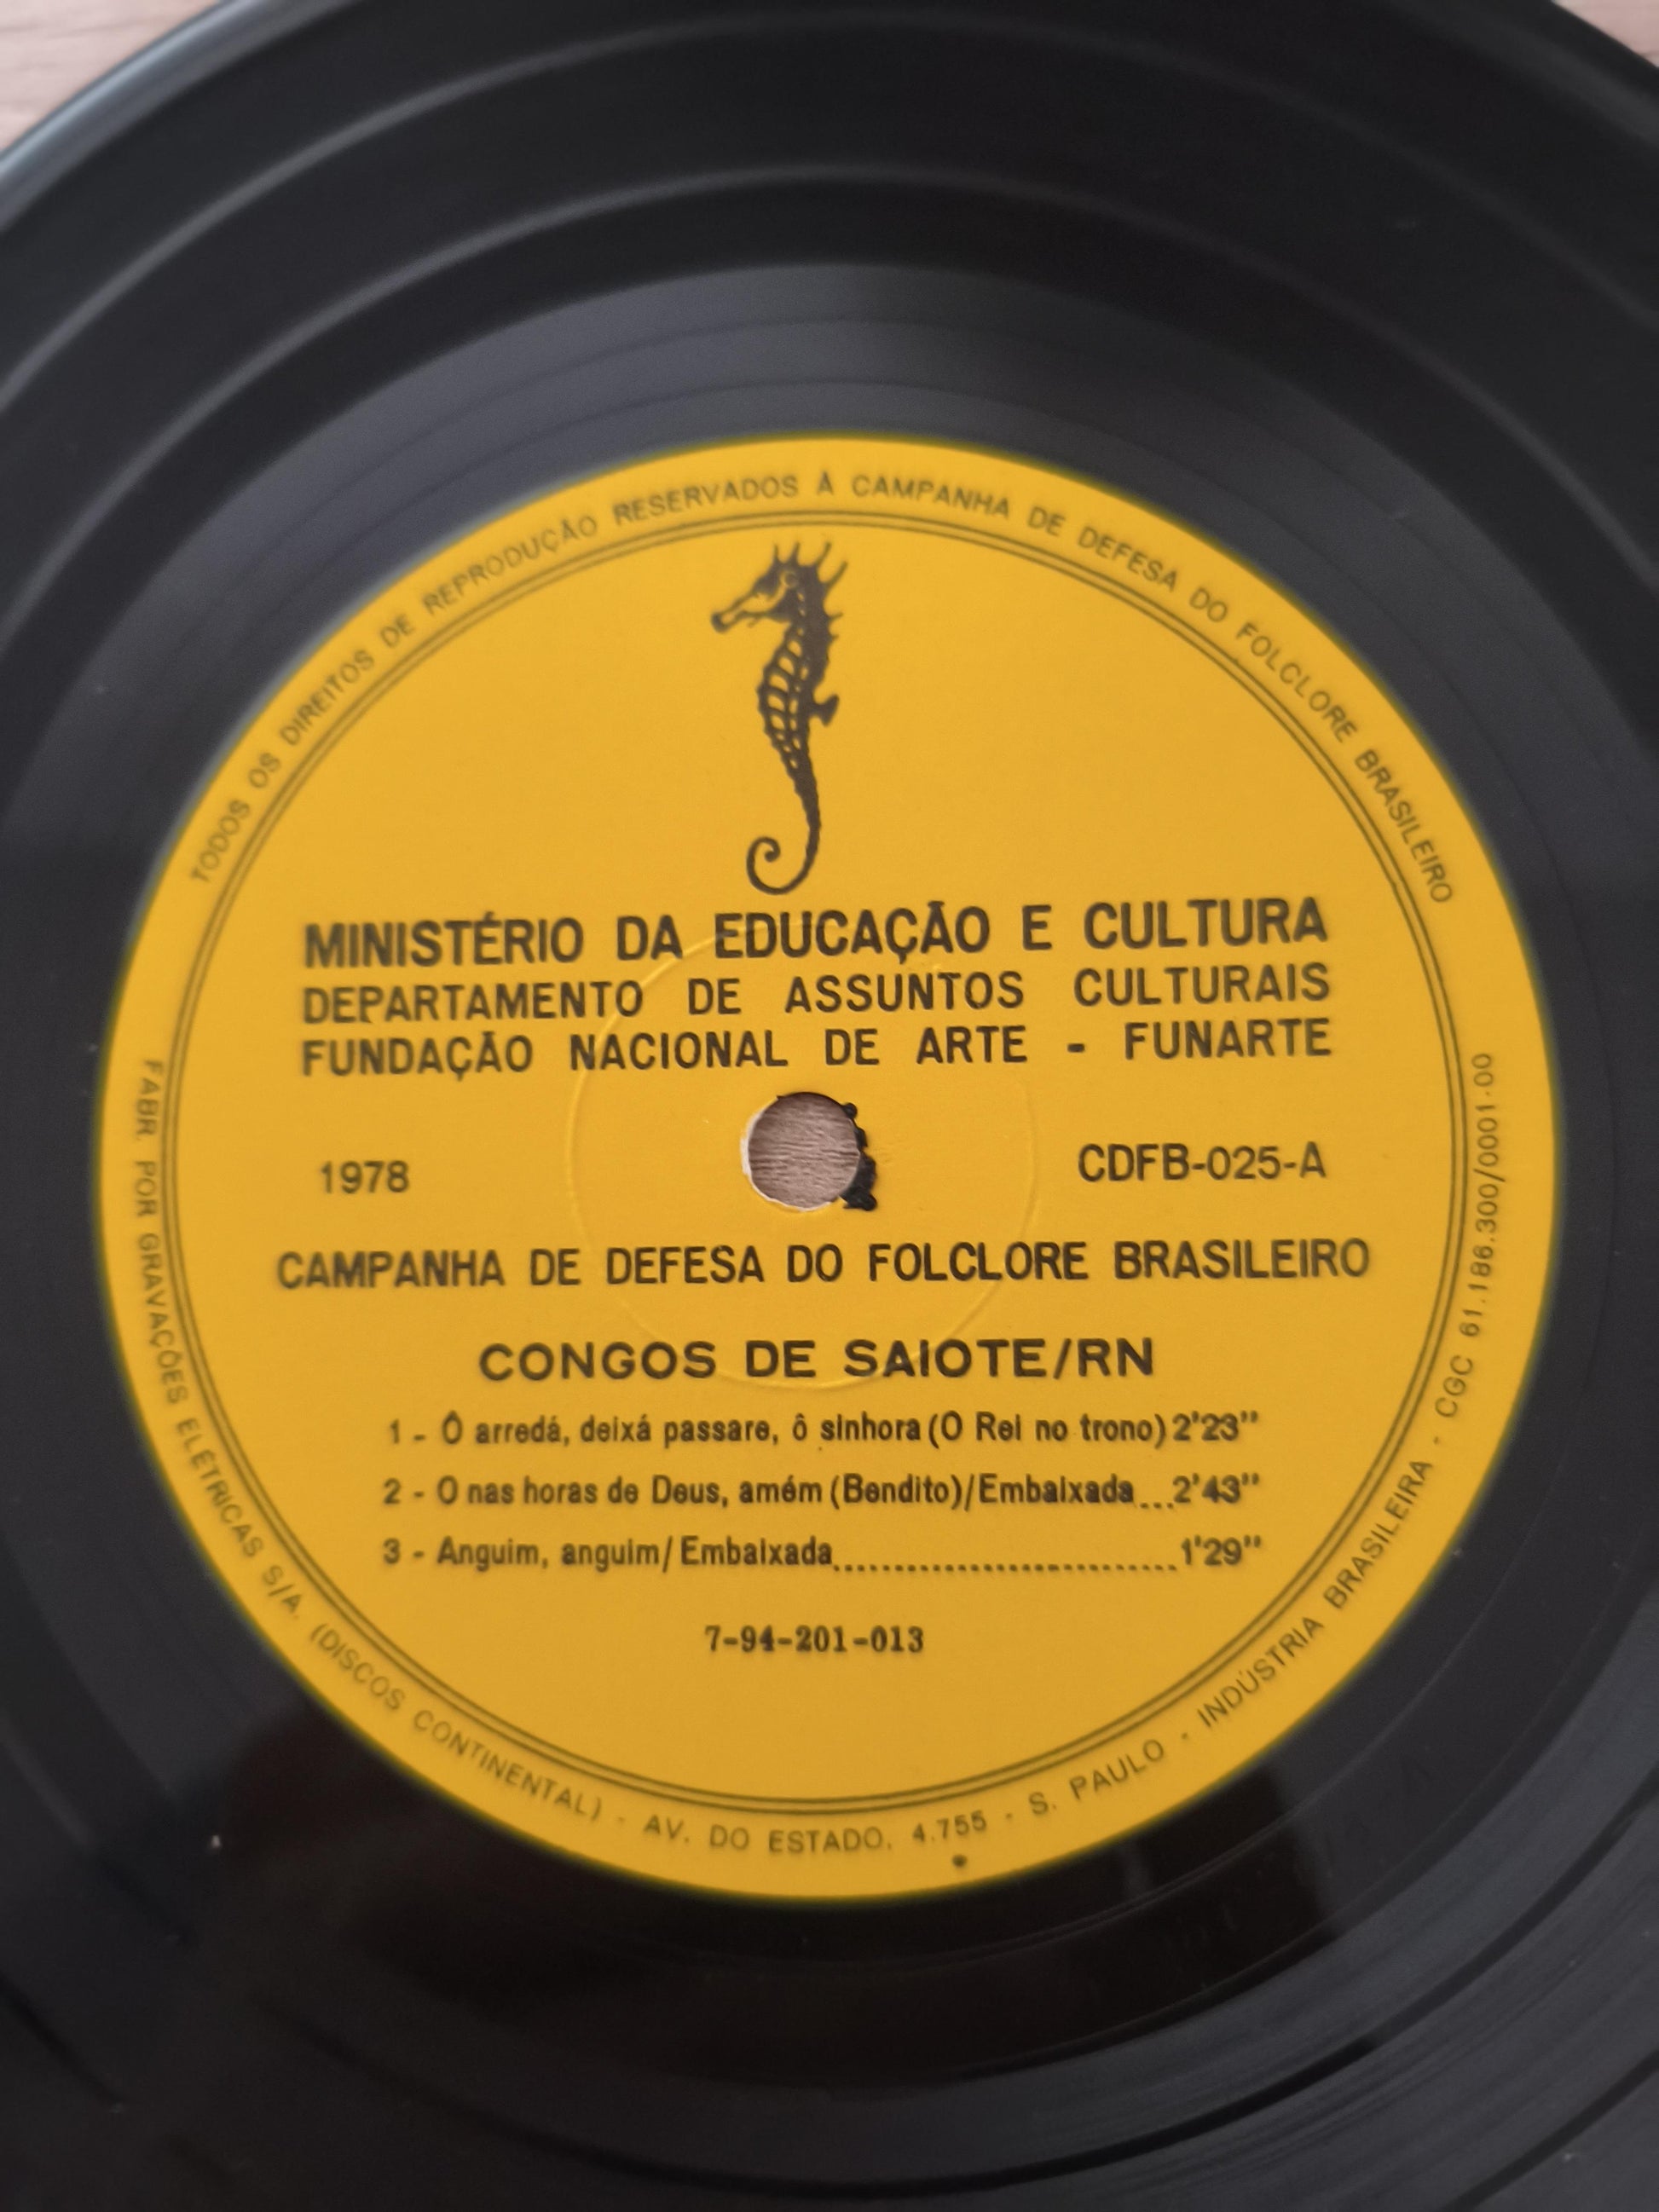 TODOS OS DIREITOS DE REPRODUÇÃO RESERVADOS À CAMPANHA DE DEFESA DO FOLCLORE BRASILEIRO
MINISTÉRIO DA EDUCAÇÃO E CULTURA
DEPARTAMENTO DE ASSUNTOS CULTURAIS
FUNDAÇÃO NACIONAL DE ARTE - FUNARTE
1978
CDFB-025-A
CAMPANHA DE DEFESA DO FOLCLORE BRASILEIRO
CONGOS DE SAIOTE/RN
1 - Ô arredá, deixá passare, ô sinhora (O Rei no trono) 2'23"
2 - O nas horas de Deus, amém (Bendito)/Embaixada...2'43"
3 - Anguim, anguim/Embaixada............................1'29"
7-94-201-013
FABR. POR GRAVAÇÕES ELÉTRICAS S/A. (DISCOS CONTINENTAL) - AV. DO ESTADO, 4.755 - S. PAULO - INDÚSTRIA BRASILEIRA - CGC 61.186.300/0001-00